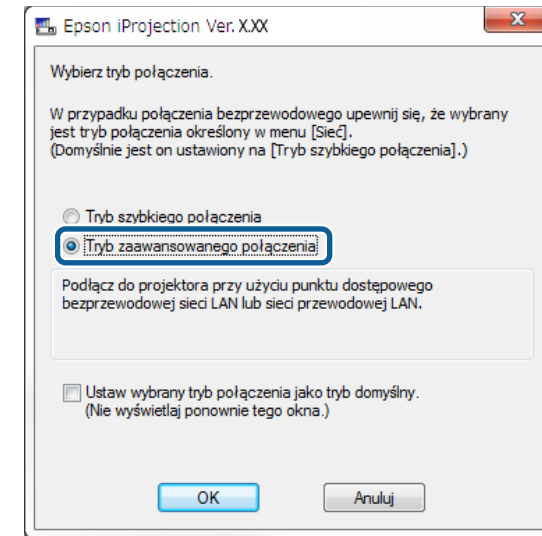 Epson iProjection Ver. X.XX
Wybierz tryb połączenia.
W przypadku połączenia bezprzewodowego upewnij się, że wybrany
jest tryb połączenia określony w menu [Sieć].
(Domyślnie jest on ustawiony na [Tryb szybkiego połączenia].)
Tryb szybkiego połączenia
Tryb zaawansowanego połączenia
Podłącz do projektora przy użyciu punktu dostępowego
bezprzewodowej sieci LAN lub sieci przewodowej LAN.
Ustaw wybrany tryb połączenia jako tryb domyślny.
(Nie wyświetlaj ponownie tego okna.)
OK Anuluj